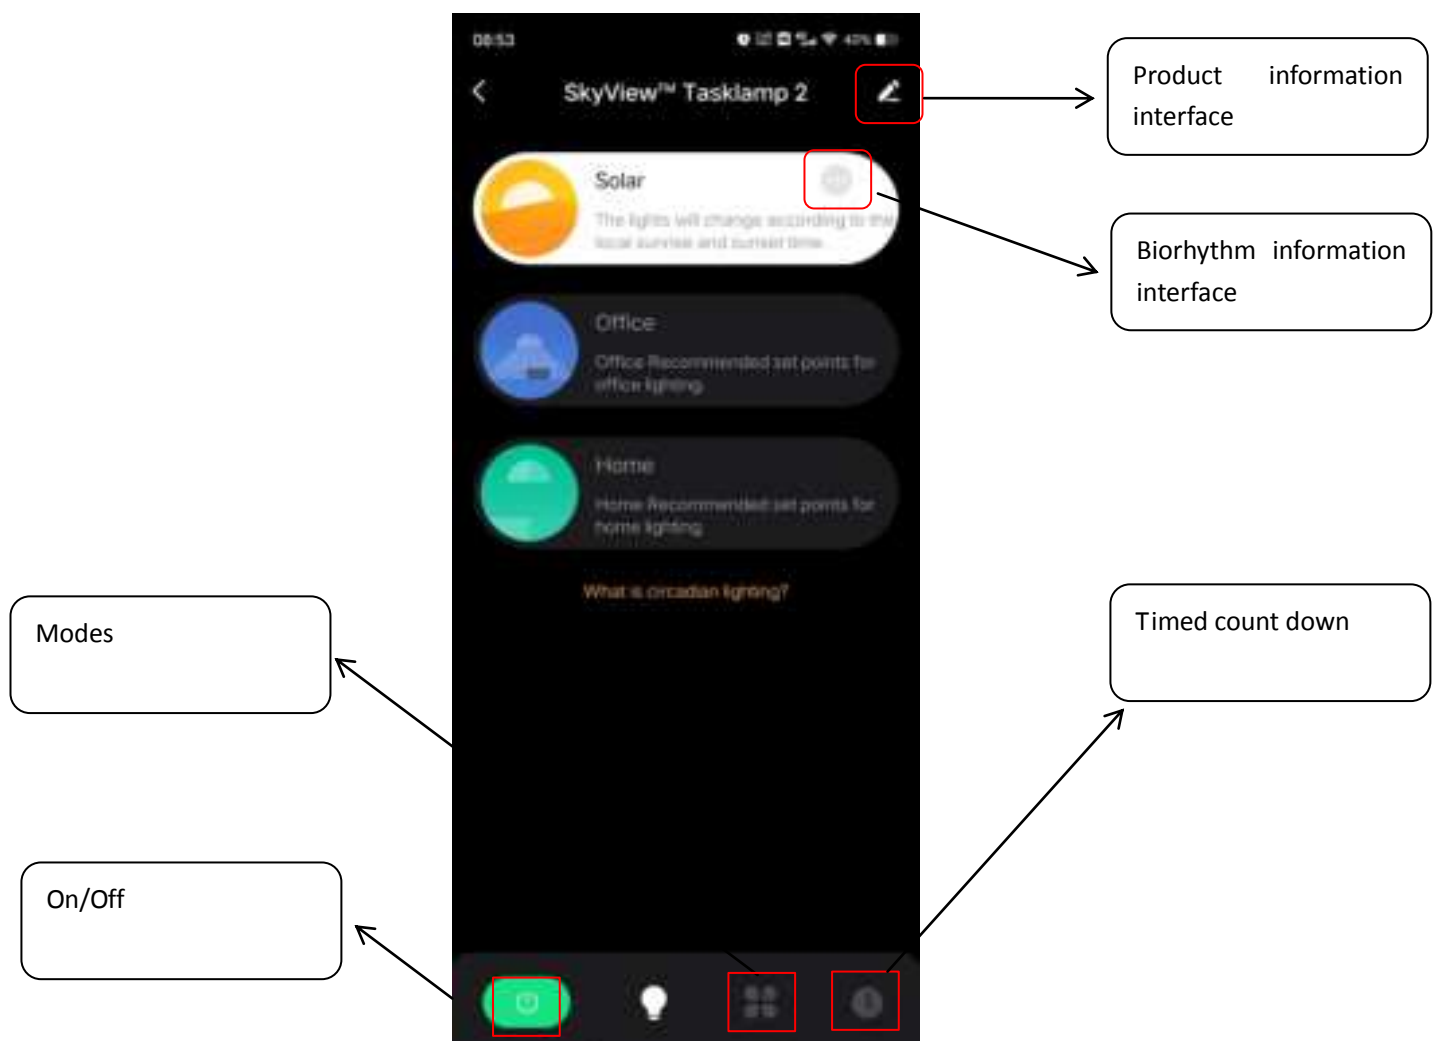 08:53
42%
SkyView™ Tasklamp 2
Product information
interface
Solar
The lights will change according to the
local sunrise and sunset time.
Biorhythm information
interface
Office
Office Recommended set points for
office lighting.
Home
Home Recommended set points for
home lighting.
What is circadian lighting?
Modes
Timed count down
On/Off